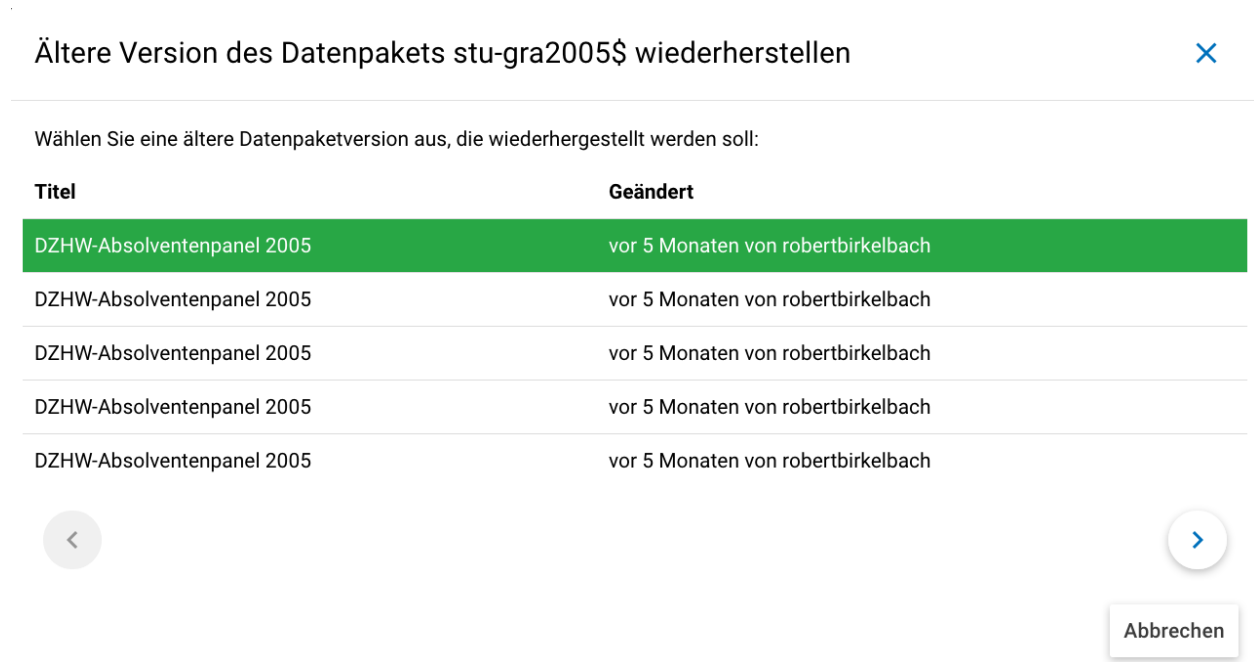 Ältere Version des Datenpakets stu-gra2005$ wiederherstellen
Wählen Sie eine ältere Datenpaketversion aus, die wiederhergestellt werden soll:
Titel Geändert
DZHW-Absolventenpanel 2005 vor 5 Monaten von robertbirkelbach
DZHW-Absolventenpanel 2005 vor 5 Monaten von robertbirkelbach
DZHW-Absolventenpanel 2005 vor 5 Monaten von robertbirkelbach
DZHW-Absolventenpanel 2005 vor 5 Monaten von robertbirkelbach
DZHW-Absolventenpanel 2005 vor 5 Monaten von robertbirkelbach
Abbrechen